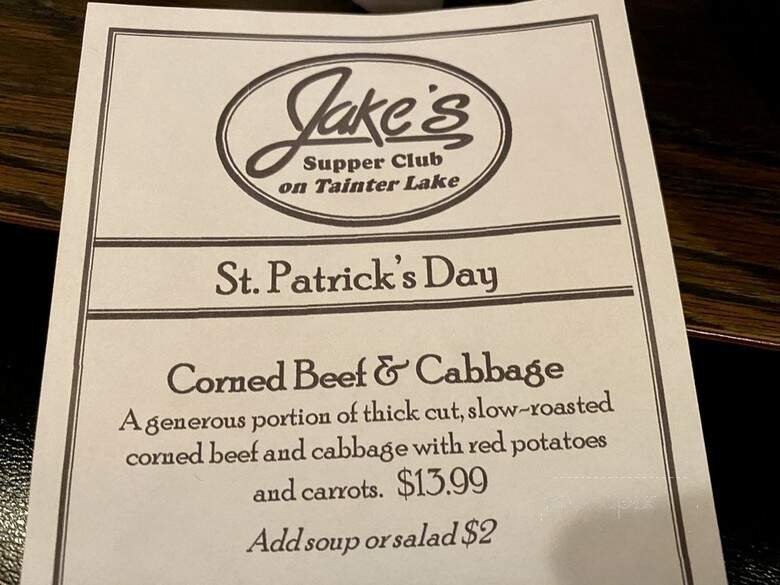 Jake's
Supper Club
on Tainter Lake
St. Patrick's Day
Corned Beef & Cabbage
A generous portion of thick cut, slow-roasted
corned beef and cabbage with red potatoes
and carrots. $13.99
Add soup or salad $2